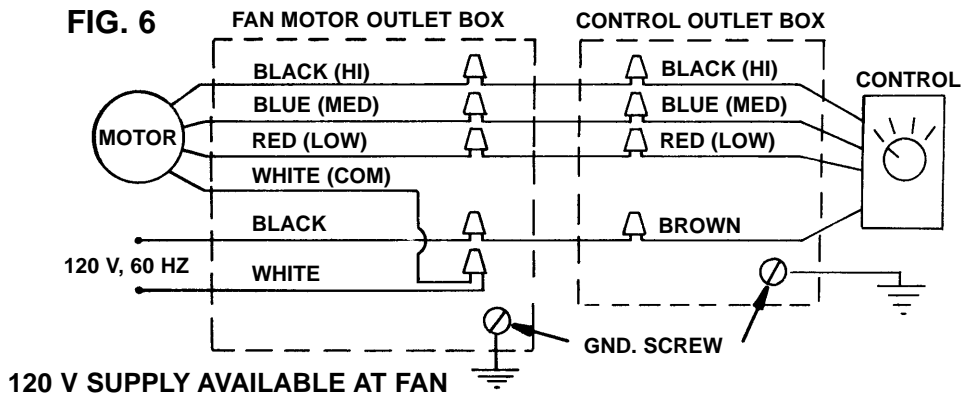 FIG. 6
FAN MOTOR OUTLET BOX
CONTROL OUTLET BOX
BLACK (HI)
BLACK (HI)
CONTROL
BLUE (MED)
BLUE (MED)
MOTOR
RED (LOW)
RED (LOW)
WHITE (COM)
BLACK
BROWN
120 V, 60 HZ
WHITE
GND. SCREW
120 V SUPPLY AVAILABLE AT FAN